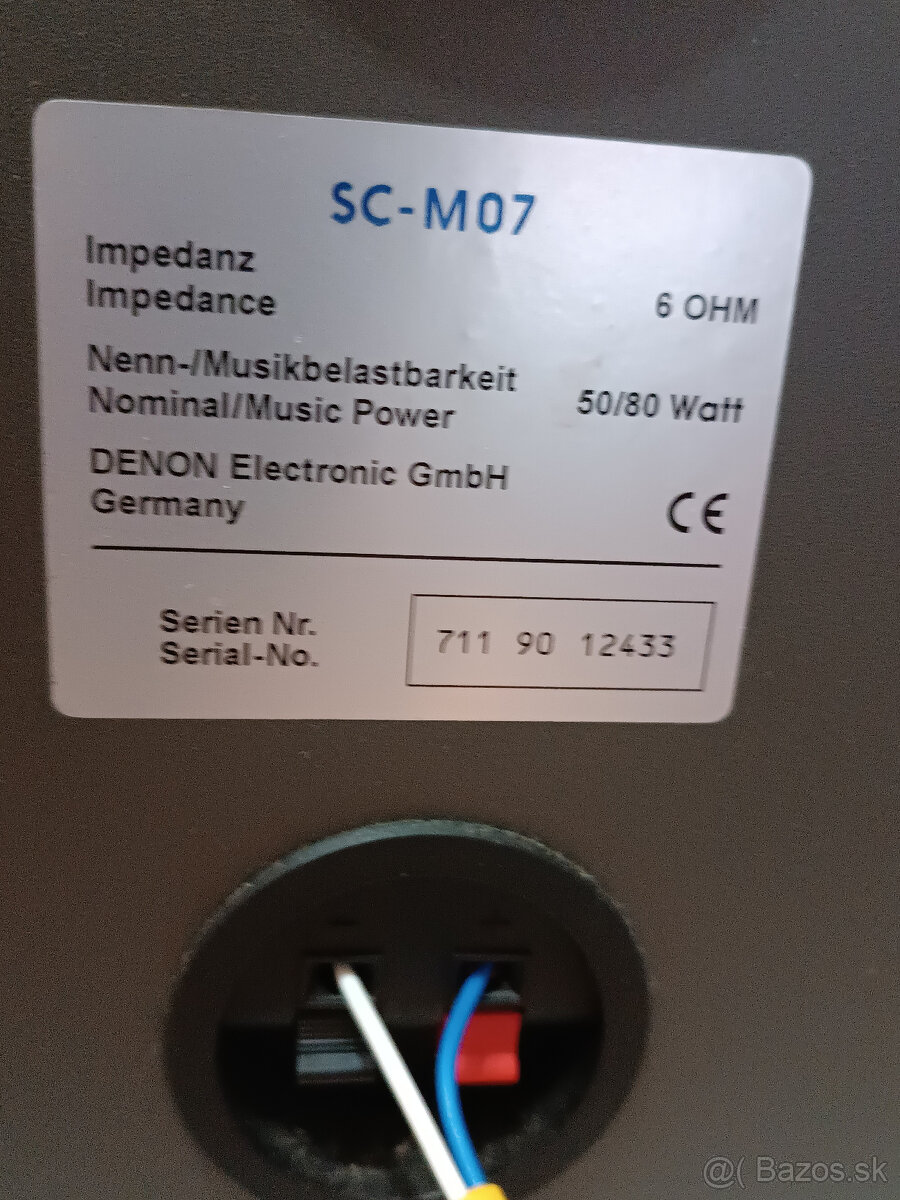 SC-M07
Impedanz
Impedance
6 OHM
Nenn-/Musikbelastbarkeit
Nominal/Music Power
50/80 Watt
DENON Electronic GmbH
Germany
CE
Serien Nr.
Serial-No.
711 90 12433
- +
@( Bazos.sk